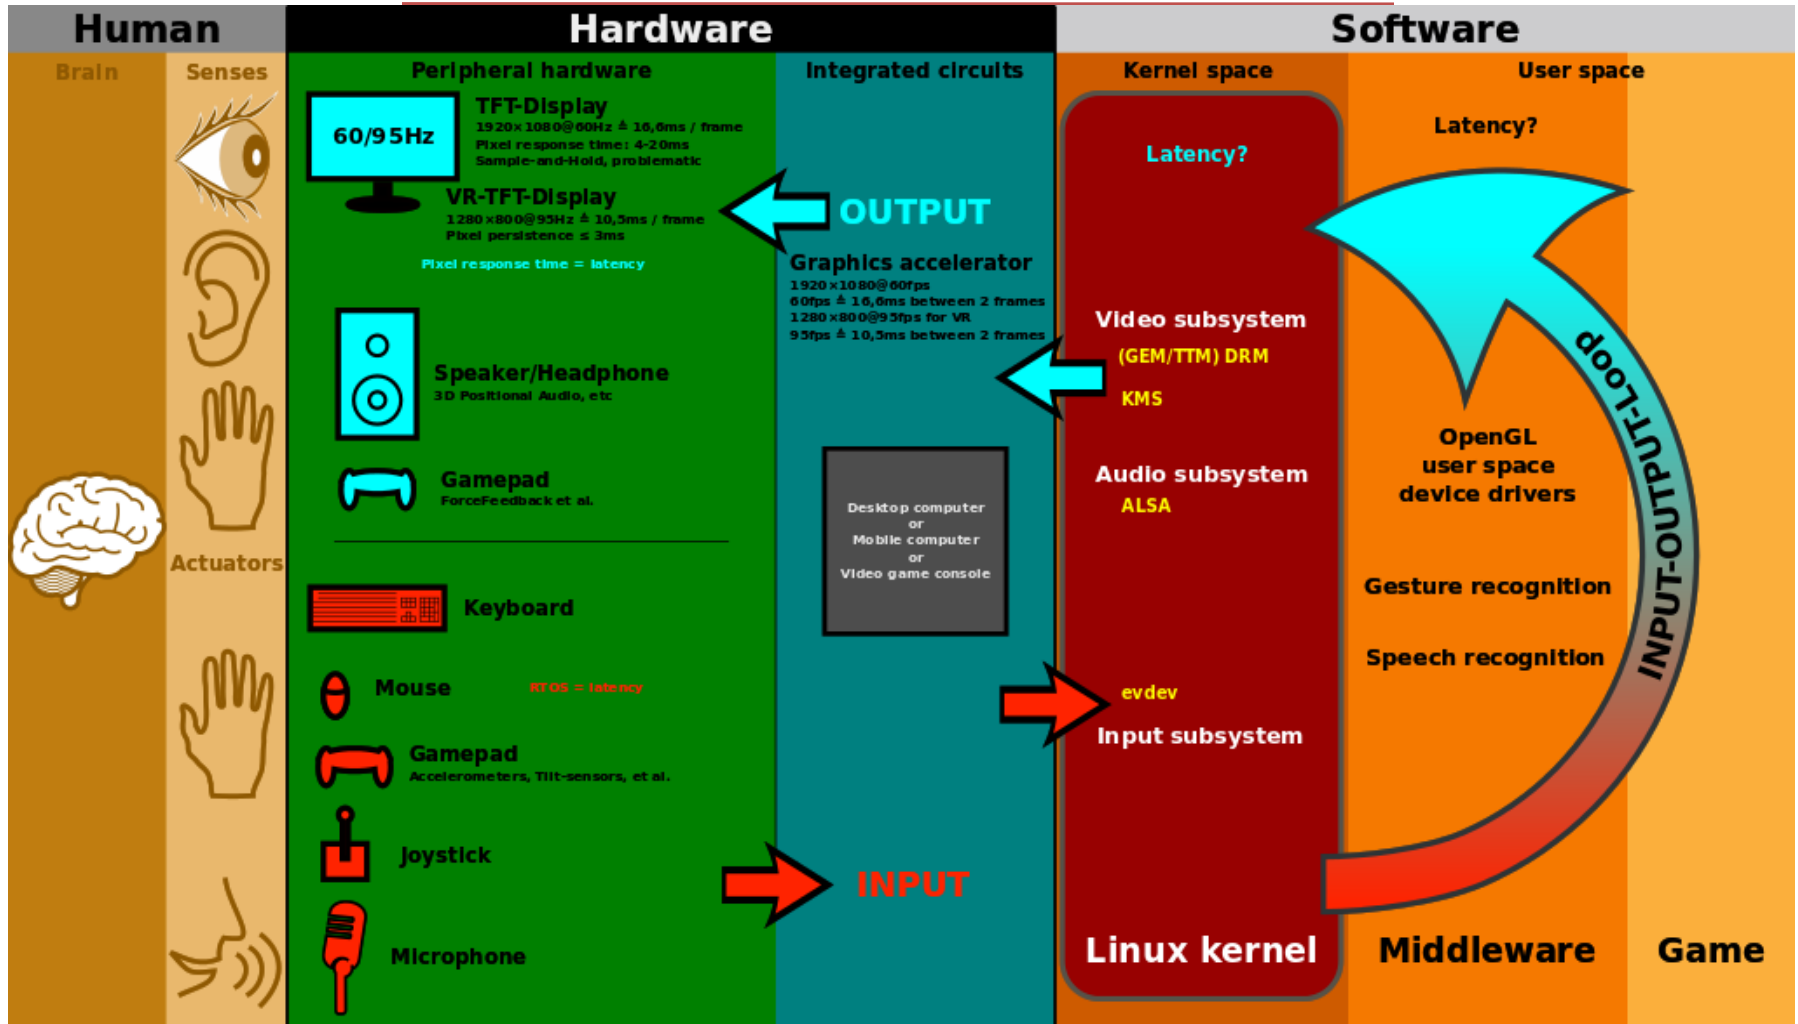 Human
Hardware
Software
Brain
Senses
Peripheral hardware
Integrated circuits
Kernel space
User space
60/95Hz
TFT-Display
1920×1080@60Hz ≙ 16,6ms / frame
Pixel response time: 4-20ms
Sample-and-Hold, problematic
VR-TFT-Display
1280×800@95Hz ≙ 10,5ms / frame
Pixel persistence ≤ 3ms
Pixel response time = latency
Speaker/Headphone
3D Positional Audio, etc
Gamepad
ForceFeedback et al.
Actuators
Keyboard
Mouse
RTOS = latency
Gamepad
Accelerometers, Tilt-sensors, et al.
Joystick
Microphone
OUTPUT
Graphics accelerator
1920×1080@60fps
60fps ≙ 16,6ms between 2 frames
1280×800@95fps for VR
95fps ≙ 10,5ms between 2 frames
Desktop computer
or
Mobile computer
or
Video game console
INPUT
Latency?
Video subsystem
(GEM/TTM) DRM
KMS
Audio subsystem
ALSA
evdev
Input subsystem
Linux kernel
Latency?
OpenGL
user space
device drivers
Gesture recognition
Speech recognition
INPUT-OUTPUT-Loop
Middleware
Game